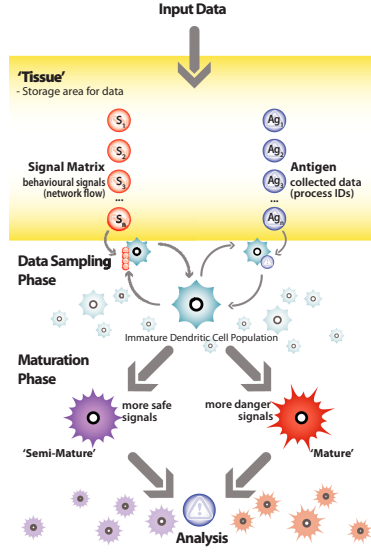 Input Data
'Tissue'
- Storage area for data
S1
Ag1
S2
Ag2
Signal Matrix
behavioural signals
(network flow)
S3
...
Sn
Antigen
collected data
(process IDs)
Ag3
...
Agn
Data Sampling
Phase
Immature Dendritic Cell Population
Maturation
Phase
more safe
signals
more danger
signals
'Semi-Mature'
'Mature'
Analysis